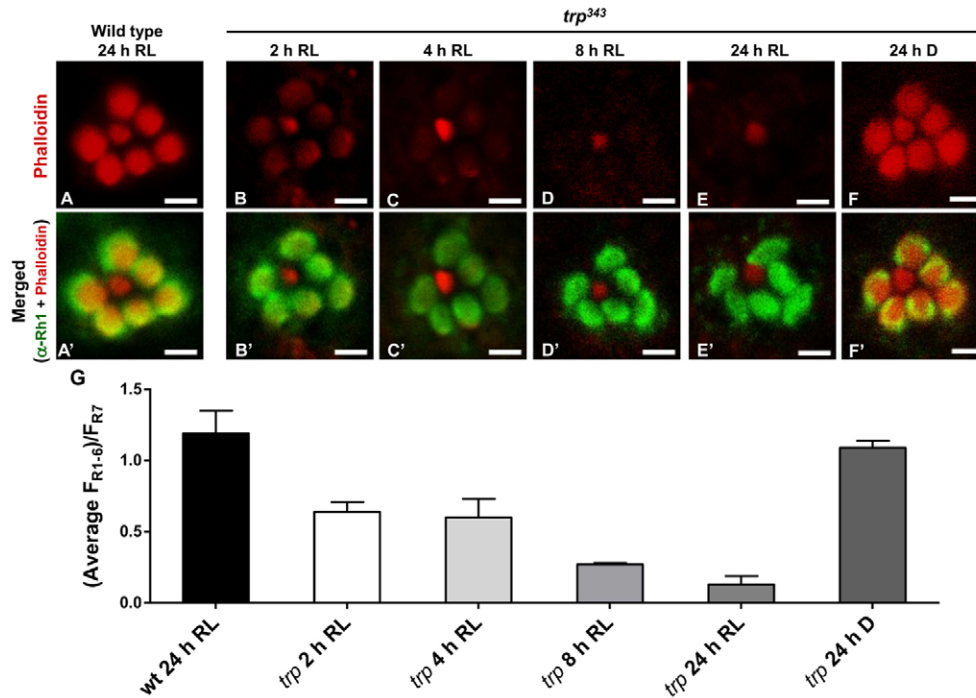 trp343
Wild type
24 h RL
2 h RL
4 h RL
8 h RL
24 h RL
24 h D
Phalloidin
A
B
C
D
E
F
Merged
(α-Rh1 + Phalloidin)
A'
B'
C'
D'
E'
F'
G
(Average FR1-6)/FR7
1.5
1.0
0.5
0.0
wt 24 h RL
trp 2 h RL
trp 4 h RL
trp 8 h RL
trp 24 h RL
trp 24 h D